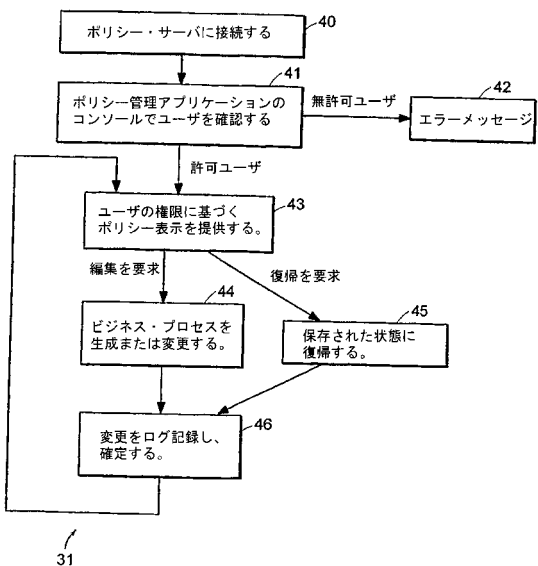 ポリシー・サーバに接続する
40
41
ポリシー管理アプリケーションの
コンソールでユーザを確認する
無許可ユーザ
42
エラーメッセージ
許可ユーザ
ユーザの権限に基づく
ポリシー表示を提供する。
43
編集を要求
復帰を要求
44
ビジネス・プロセスを
生成または変更する。
45
保存された状態に
復帰する。
変更をログ記録し、
確定する。
46
31